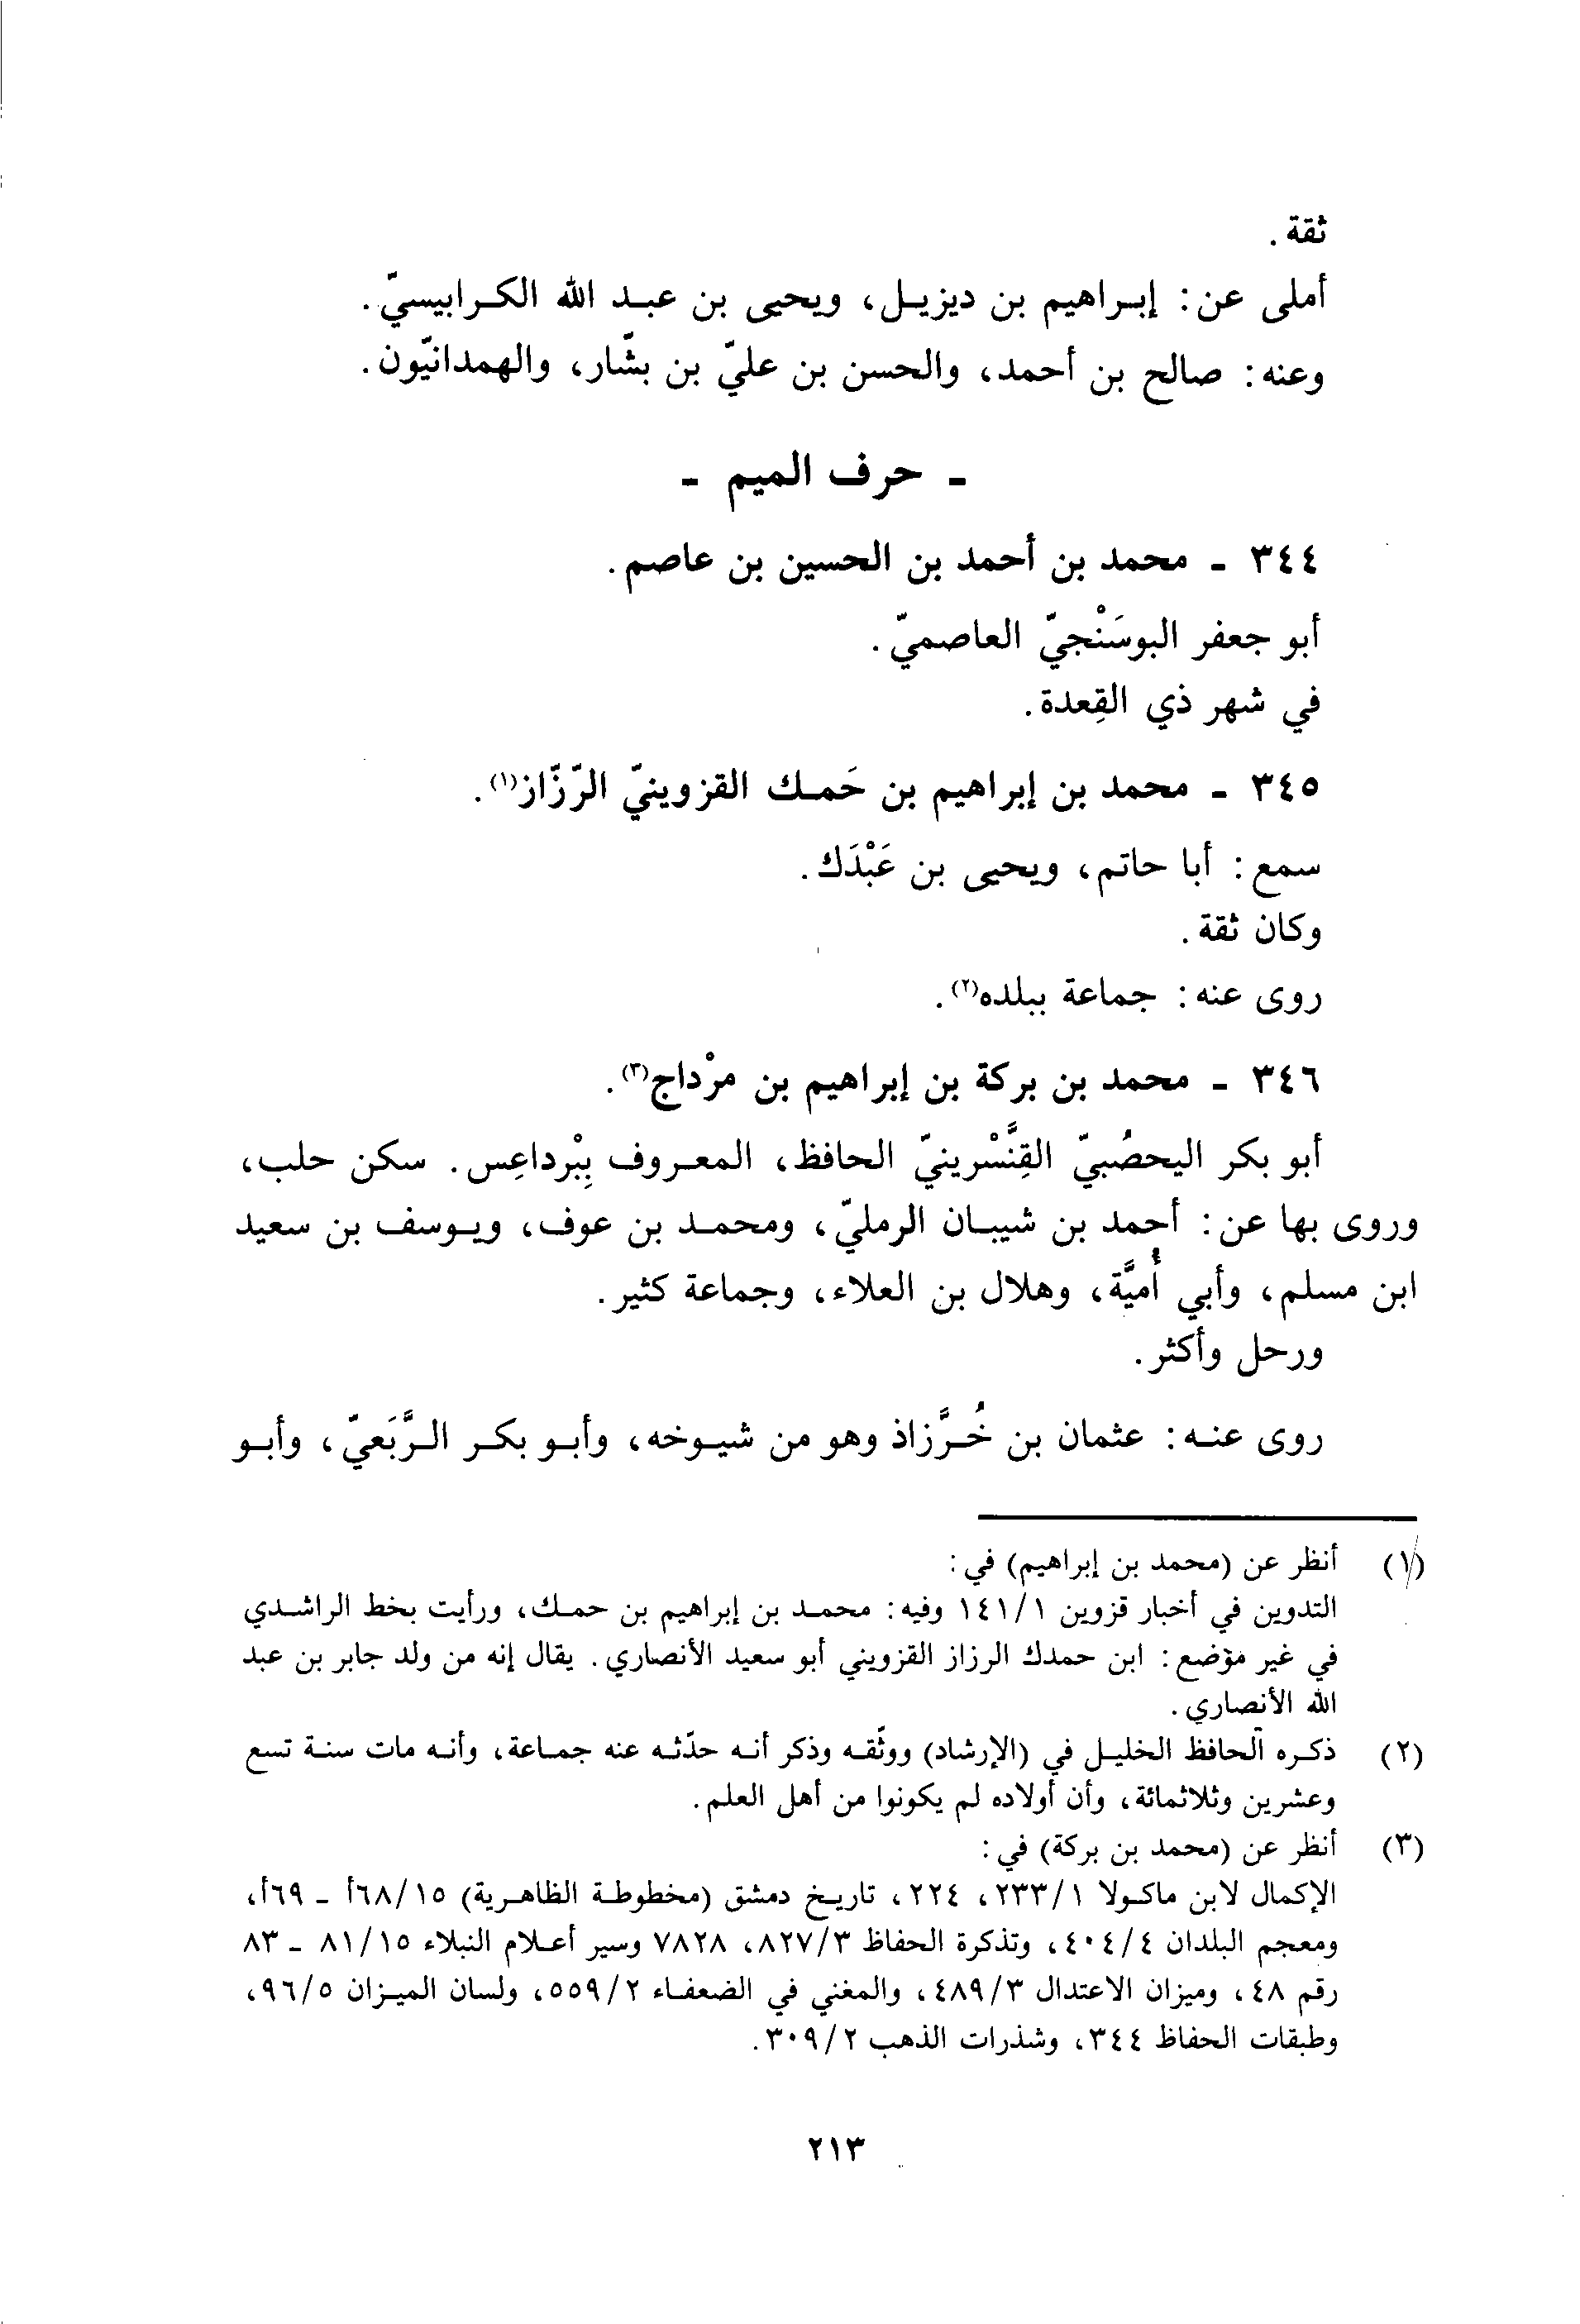 ثقة.
أملى عن: إبراهيم بن ديزيل، ويحيى بن عبد الله الكرابيسيّ.
وعنه: صالح بن أحمد، والحسن بن عليّ بن بشّار، والهمدانيّون.
- حرف الميم -
٣٤٤ - محمد بن أحمد بن الحسين بن عاصم.
أبو جعفر البوسَنْجيّ العاصميّ.
في شهر ذي القِعدة.
٣٤٥ - محمد بن إبراهيم بن حَمك القزوينيّ الرّزّاز(١).
سمع: أبا حاتم، ويحيى بن عَبْدَك.
وكان ثقة.
روى عنه: جماعة ببلده(٢).
٣٤٦ - محمد بن بركة بن إبراهيم بن مرْداج(٣).
أبو بكر اليحصُبيّ القِنَّسْرينيّ الحافظ، المعروف بِبْرداعِس. سكن حلب،
وروى بها عن: أحمد بن شيبان الرمليّ، ومحمد بن عوف، ويوسف بن سعيد
ابن مسلم، وأبي أُميَّة، وهلال بن العلاء، وجماعة كثير.
ورحل وأكثر.
روى عنه: عثمان بن خُرَّزاذ وهو من شيوخه، وأبو بكر الرَّبَعيّ، وأبو
(١) أنظر عن (محمد بن إبراهيم) في:
التدوين في أخبار قزوين ١٤١/١ وفيه: محمد بن إبراهيم بن حمك، ورأيت بخط الراشدي
في غير مؤضع: ابن حمدك الرزاز القزويني أبو سعيد الأنصاري. يقال إنه من ولد جابر بن عبد
الله الأنصاري.
(٢) ذكره الحافظ الخليل في (الإرشاد) ووثّقه وذكر أنه حدّثه عنه جماعة، وأنه مات سنة تسع
وعشرين وثلاثمائة، وأن أولاده لم يكونوا من أهل العلم.
(٣) أنظر عن (محمد بن بركة) في:
الإكمال لابن ماكولا ٢٣٣/١، ٢٢٤، تاريخ دمشق (مخطوطة الظاهرية) ٦٨/١٥أ - ٦٩أ،
ومعجم البلدان ٤٠٤/٤، وتذكرة الحفاظ ٨٢٧/٣، ٧٨٢٨ وسير أعلام النبلاء ٨١/١٥ - ٨٣
رقم ٤٨، وميزان الاعتدال ٤٨٩/٣، والمغني في الضعفاء ٥٥٩/٢، ولسان الميزان ٩٦/٥،
وطبقات الحفاظ ٣٤٤، وشذرات الذهب ٣٠٩/٢.
٢١٣